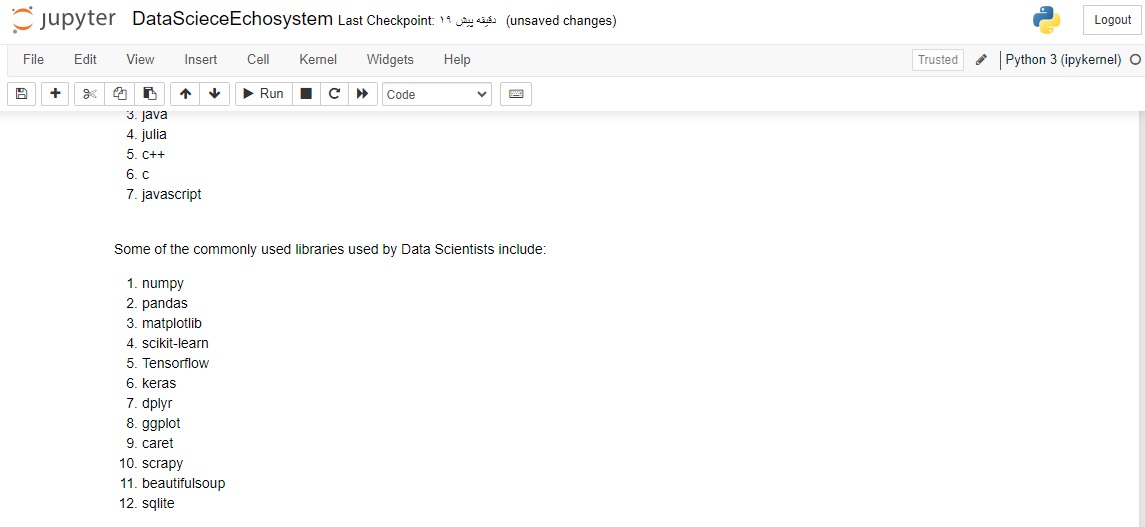 jupyter DataScieceEchosystem Last Checkpoint: ۱۹ دقیقه پیش (unsaved changes) Logout
File Edit View Insert Cell Kernel Widgets Help Trusted Python 3 (ipykernel)
Run Code
3. java
4. julia
5. c++
6. c
7. javascript
Some of the commonly used libraries used by Data Scientists include:
1. numpy
2. pandas
3. matplotlib
4. scikit-learn
5. Tensorflow
6. keras
7. dplyr
8. ggplot
9. caret
10. scrapy
11. beautifulsoup
12. sqlite